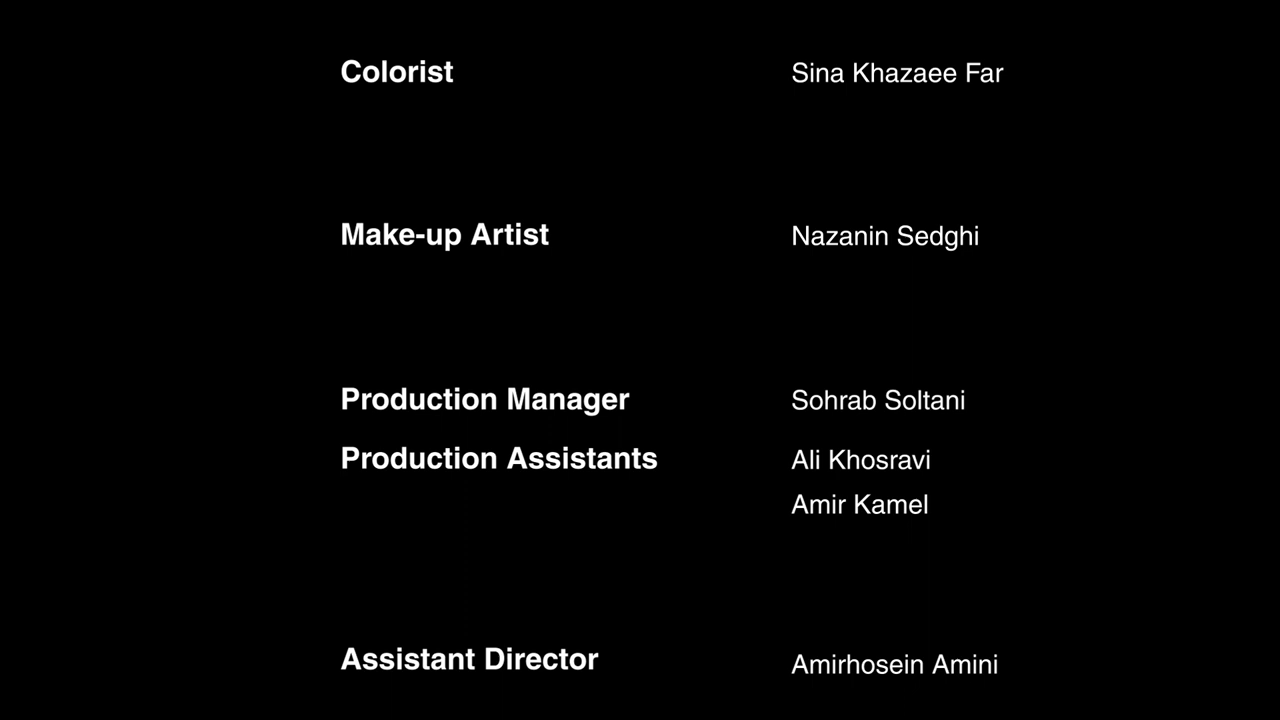 Colorist Sina Khazaee Far
Make-up Artist Nazanin Sedghi
Production Manager Sohrab Soltani
Production Assistants Ali Khosravi
Amir Kamel
Assistant Director Amirhosein Amini